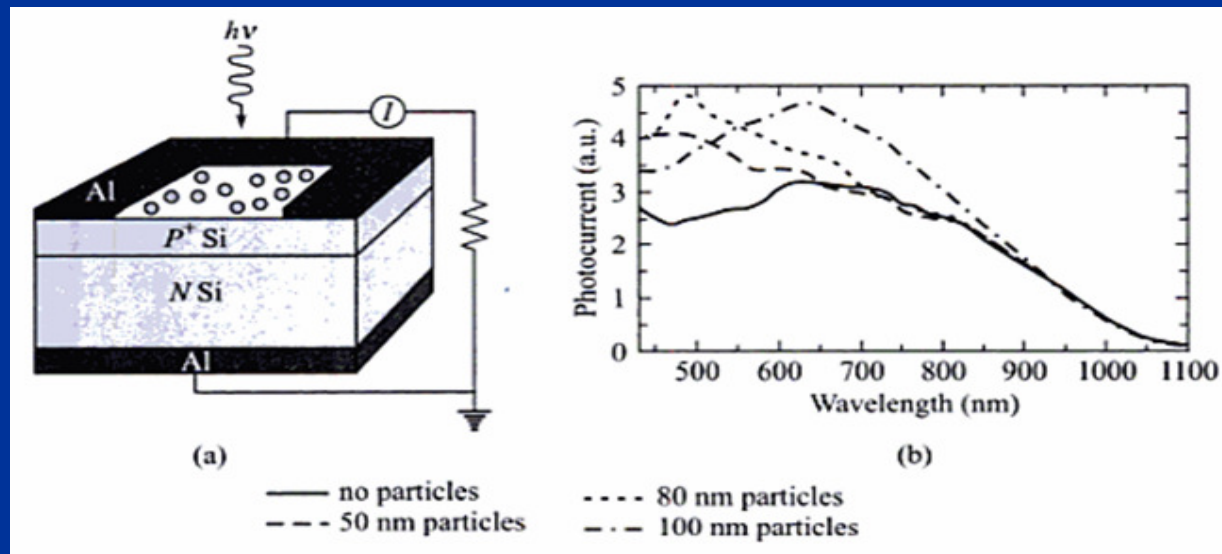 hν
I
Al
P+ Si
N Si
Al
(a)
Photocurrent (a.u.)
5
4
3
2
1
0
500 600 700 800 900 1000 1100
Wavelength (nm)
(b)
no particles
50 nm particles
80 nm particles
100 nm particles